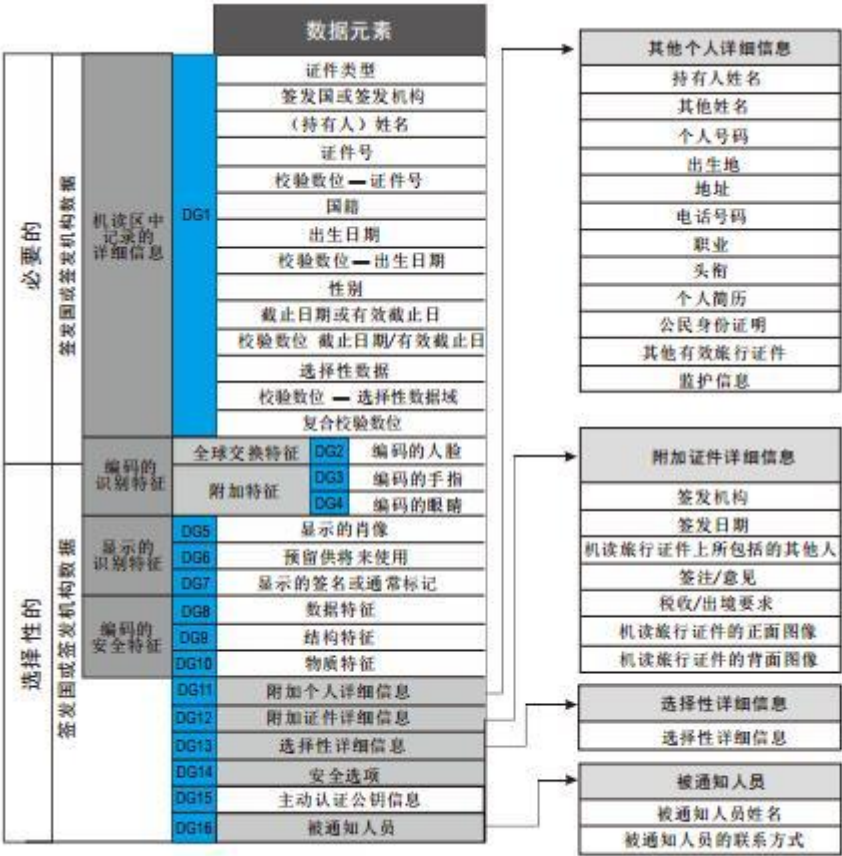 数据元素
必要的
签发国或签发机构数据
机读区中
记录的
详细信息
DG1
证件类型
签发国或签发机构
（持有人）姓名
证件号
校验数位—证件号
国籍
出生日期
校验数位—出生日期
性别
截止日期或有效截止日
校验数位 截止日期/有效截止日
选择性数据
校验数位 — 选择性数据域
复合校验数位
编码的
识别特征
全球交换特征 DG2 编码的人脸
附加特征
DG3 编码的手指
DG4 编码的眼睛
选择性的
签发国或签发机构数据
显示的
识别特征
DG5 显示的肖像
DG6 预留供将来使用
DG7 显示的签名或通常标记
编码的
安全特征
DG8 数据特征
DG9 结构特征
DG10 物质特征
DG11 附加个人详细信息
DG12 附加证件详细信息
DG13 选择性详细信息
DG14 安全选项
DG15 主动认证公钥信息
DG16 被通知人员
其他个人详细信息
持有人姓名
其他姓名
个人号码
出生地
地址
电话号码
职业
头衔
个人简历
公民身份证明
其他有效旅行证件
监护信息
附加证件详细信息
签发机构
签发日期
机读旅行证件上所包括的其他人
签注/意见
税收/出境要求
机读旅行证件的正面图像
机读旅行证件的背面图像
选择性详细信息
选择性详细信息
被通知人员
被通知人员姓名
被通知人员的联系方式